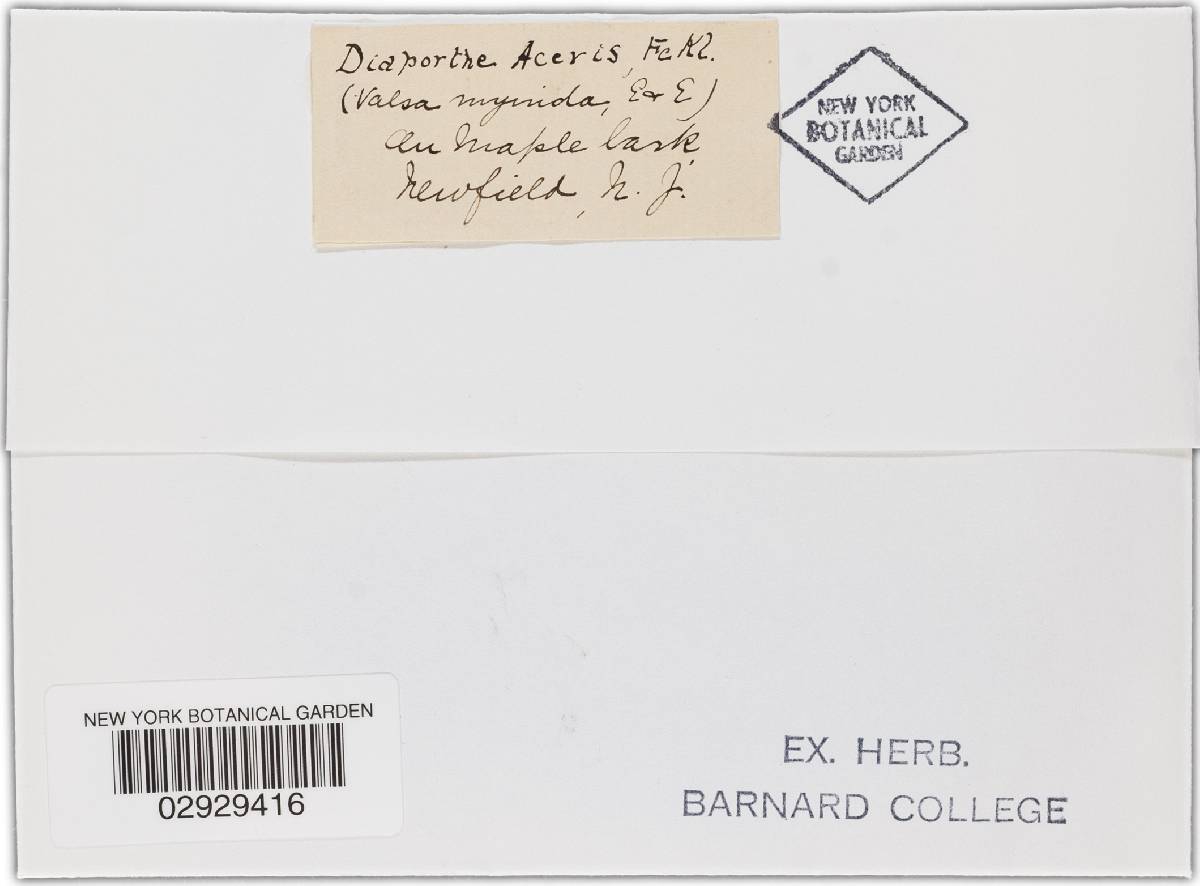 Diaporthe Aceris, Fckl.
(Valsa myinda, E & E)
On Maple bark
Newfield, N. J.
NEW YORK
BOTANICAL
GARDEN
NEW YORK BOTANICAL GARDEN
02929416
EX. HERB.
BARNARD COLLEGE